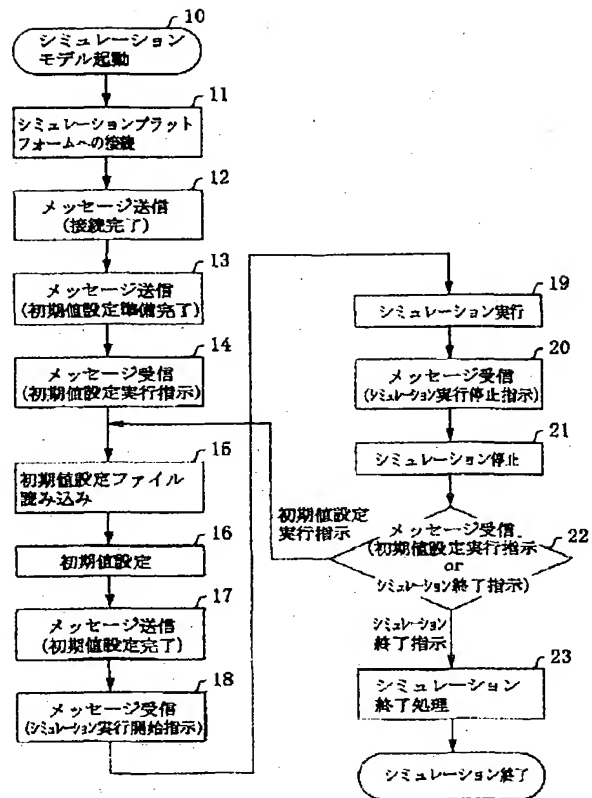 10
シミュレーション
モデル起動
11
シミュレーションプラット
フォームへの接続
12
メッセージ送信
(接続完了)
13
メッセージ送信
(初期値設定準備完了)
14
メッセージ受信
(初期値設定実行指示)
15
初期値設定ファイル
読み込み
16
初期値設定
17
メッセージ送信
(初期値設定完了)
18
メッセージ受信
(シミュレーション実行開始指示)
19
シミュレーション実行
20
メッセージ受信
(シミュレーション実行停止指示)
21
シミュレーション停止
初期値設定
実行指示
メッセージ受信
(初期値設定実行指示
or
シミュレーション終了指示)
22
シミュレーション
終了指示
23
シミュレーション
終了処理
シミュレーション終了